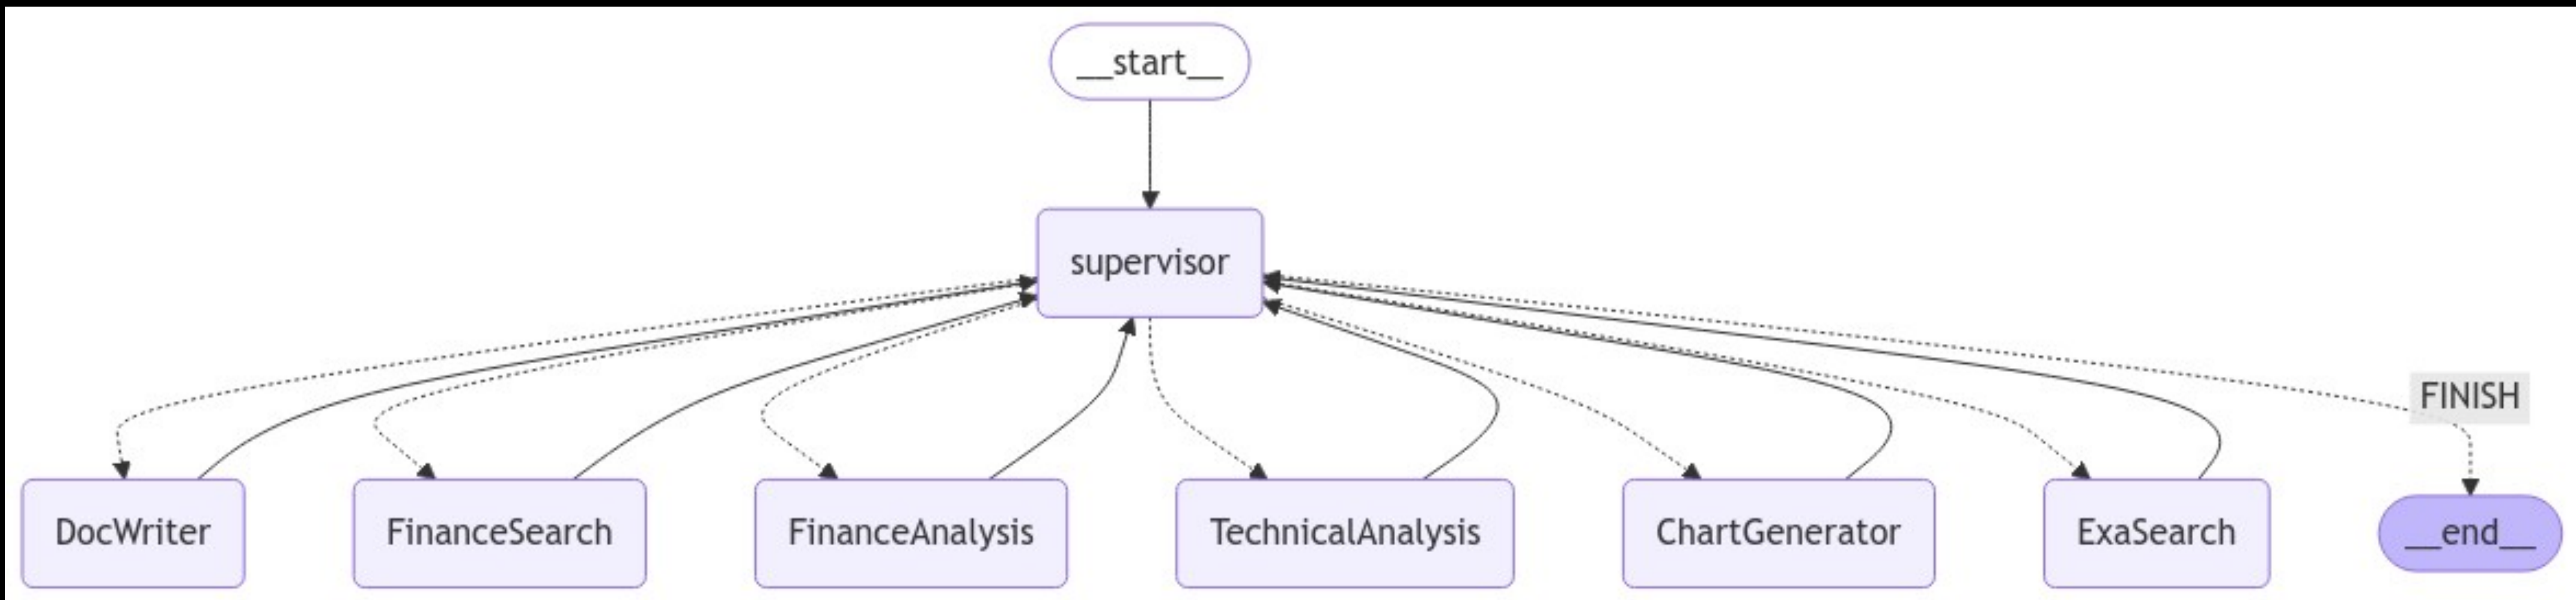 __start__
supervisor
FINISH
DocWriter
FinanceSearch
FinanceAnalysis
TechnicalAnalysis
ChartGenerator
ExaSearch
__end__